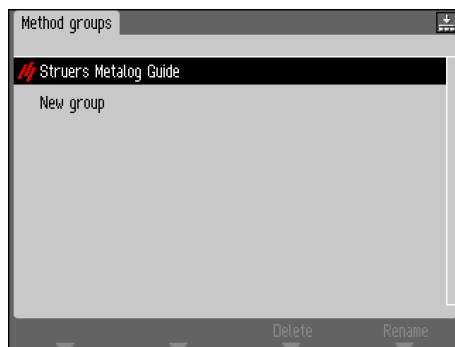 Method groups
Struers Metalog Guide
New group
Delete Rename